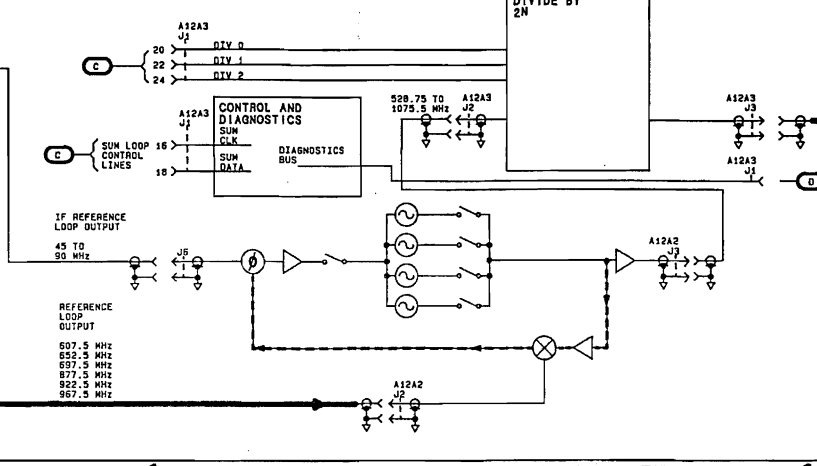 DIVIDE BY
2N
A12A3
J1
C
20
DIV 0
22
DIV 1
24
DIV 2
A12A3
J1
CONTROL AND
DIAGNOSTICS
SUM
CLK
SUM
DATA
DIAGNOSTICS
BUS
C
SUM LOOP
CONTROL
LINES
16
18
528.75 TO
1075.5 MHz
A12A3
J2
A12A3
J3
A12A3
J1
D
IF REFERENCE
LOOP OUTPUT
45 TO
90 MHz
J6
A12A2
J3
REFERENCE
LOOP
OUTPUT
607.5 MHz
652.5 MHz
697.5 MHz
877.5 MHz
922.5 MHz
967.5 MHz
A12A2
J2